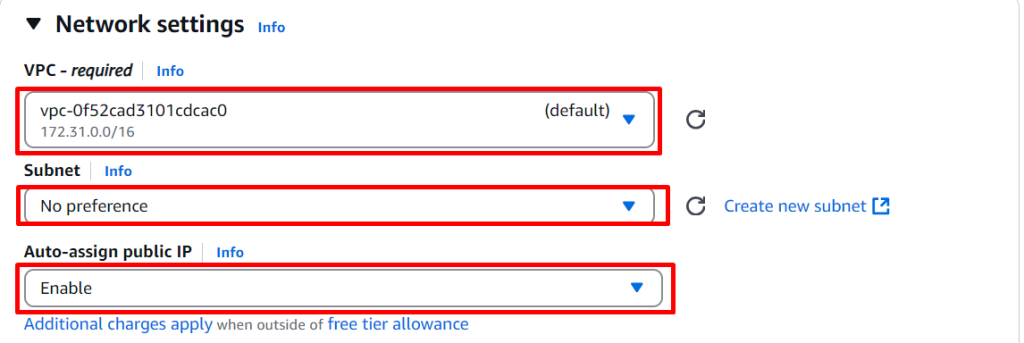 Network settings Info
VPC - required Info
vpc-0f52cad3101cdcac0 (default)
172.31.0.0/16
Subnet Info
No preference Create new subnet
Auto-assign public IP Info
Enable
Additional charges apply when outside of free tier allowance